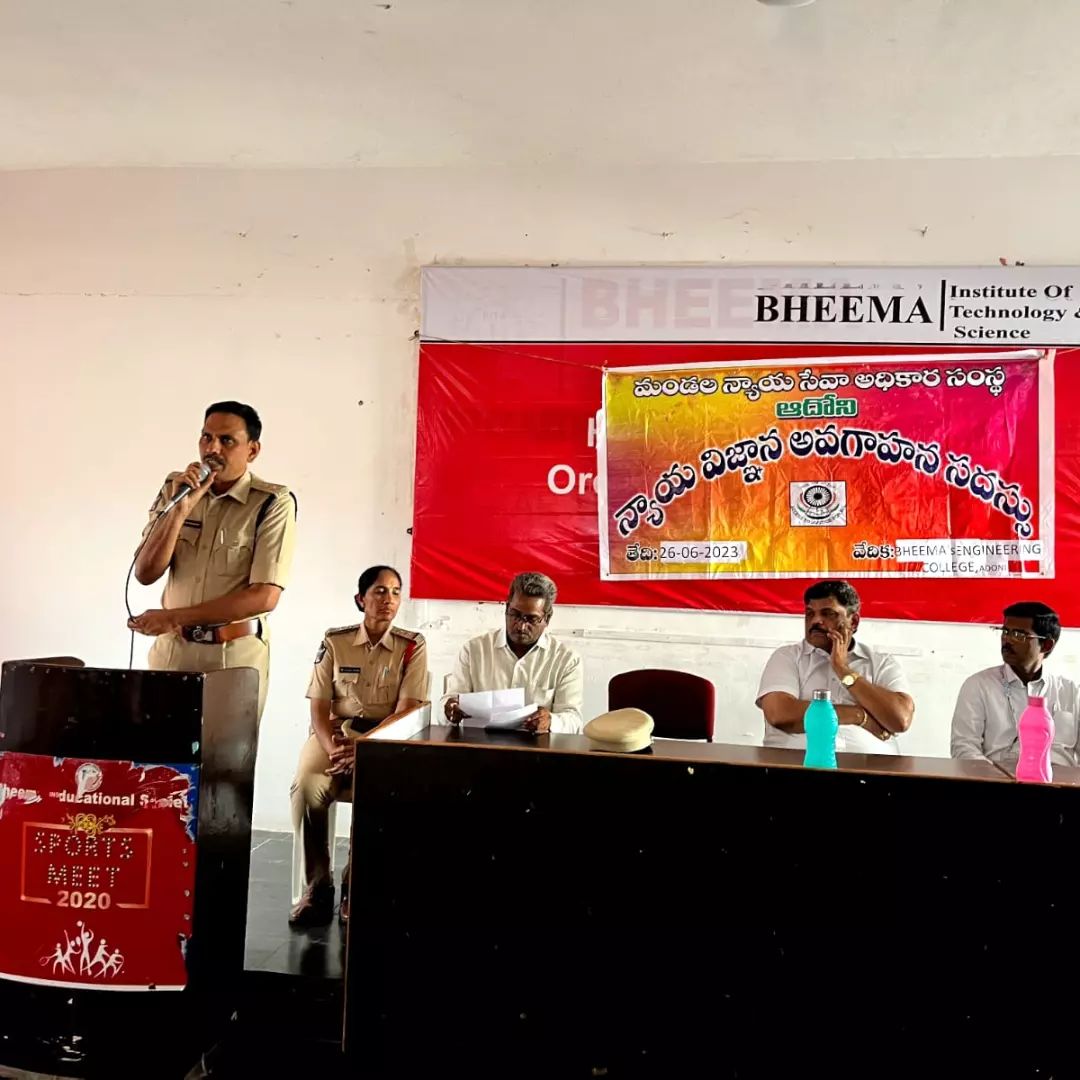 BHEEMA
BHEEMA
Institute Of
Technology &
Science
మండల న్యాయ సేవా అధికార సంస్థ
ఆదోని
న్యాయ విజ్ఞాన అవగాహన సదస్సు
తేది: 26-06-2023
వేదిక: BHEEMA ENGINEERING
COLLEGE, ADONI
Educational
SPORTS
MEET
2020